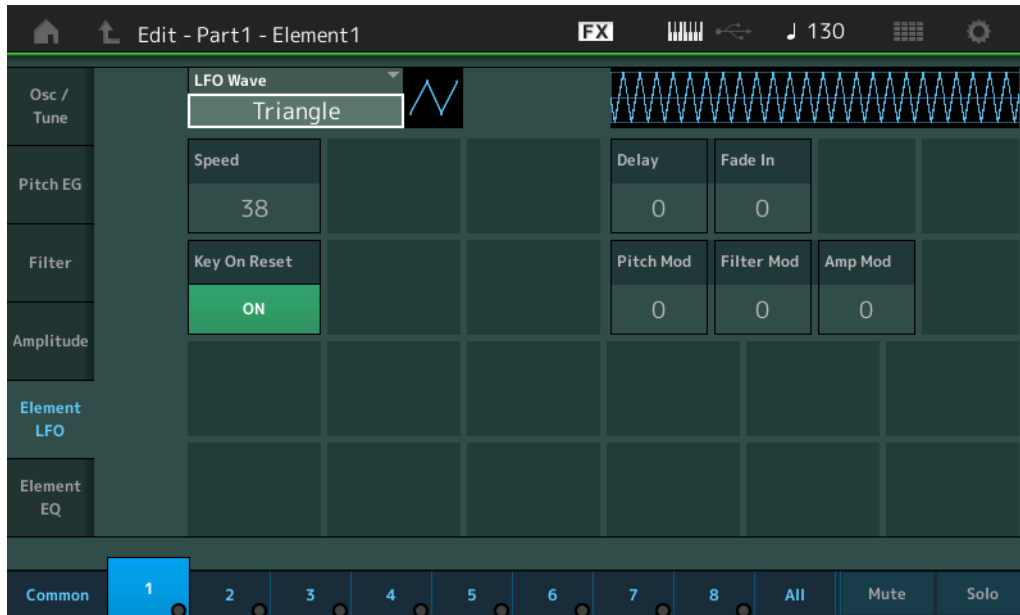 Edit - Part1 - Element1
FX
♩ 130
Osc /
Tune
Pitch EG
Filter
Amplitude
Element
LFO
Element
EQ
LFO Wave
Triangle
Speed
38
Delay
0
Fade In
0
Key On Reset
ON
Pitch Mod
0
Filter Mod
0
Amp Mod
0
Common
1
2
3
4
5
6
7
8
All
Mute
Solo